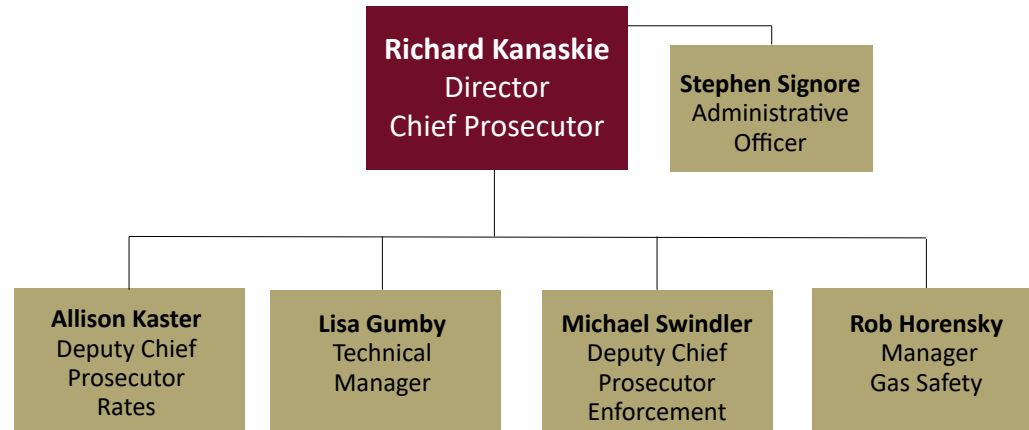 Richard Kanaskie
Director
Chief Prosecutor
Stephen Signore
Administrative
Officer
Allison Kaster
Deputy Chief
Prosecutor
Rates
Lisa Gumby
Technical
Manager
Michael Swindler
Deputy Chief
Prosecutor
Enforcement
Rob Horensky
Manager
Gas Safety